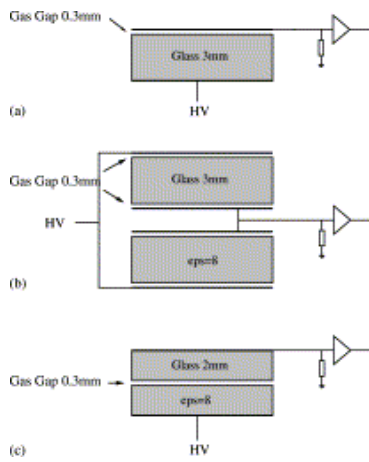 Gas Gap 0.3mm
Glass 3mm
HV
(a)
Gas Gap 0.3mm
Glass 3mm
HV
eps=8
(b)
Glass 2mm
Gas Gap 0.3mm
eps=8
(c)
HV